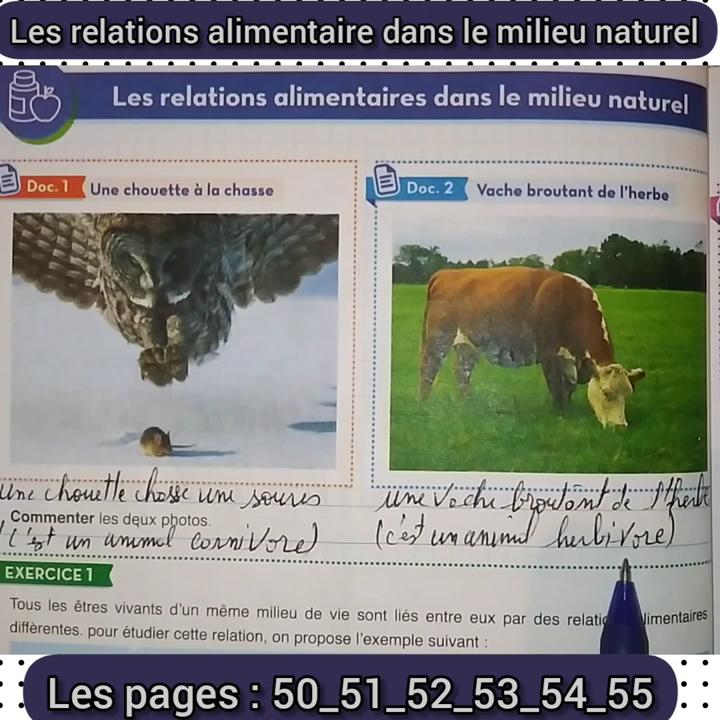 Les relations alimentaire dans le milieu naturel
Les relations alimentaires dans le milieu naturel
Doc. 1 Une chouette à la chasse
Doc. 2 Vache broutant de l'herbe
une chouette chasse une souris
une Vache broutant de l'herbe
Commenter les deux photos.
(c'est un animal carnivore)
(c'est un animal herbivore)
EXERCICE 1
Tous les êtres vivants d'un même milieu de vie sont liés entre eux par des alimentaires
diffèrentes. pour étudier cette relation, on propose l'exemple suivant :
Les pages : 50_51_52_53_54_55